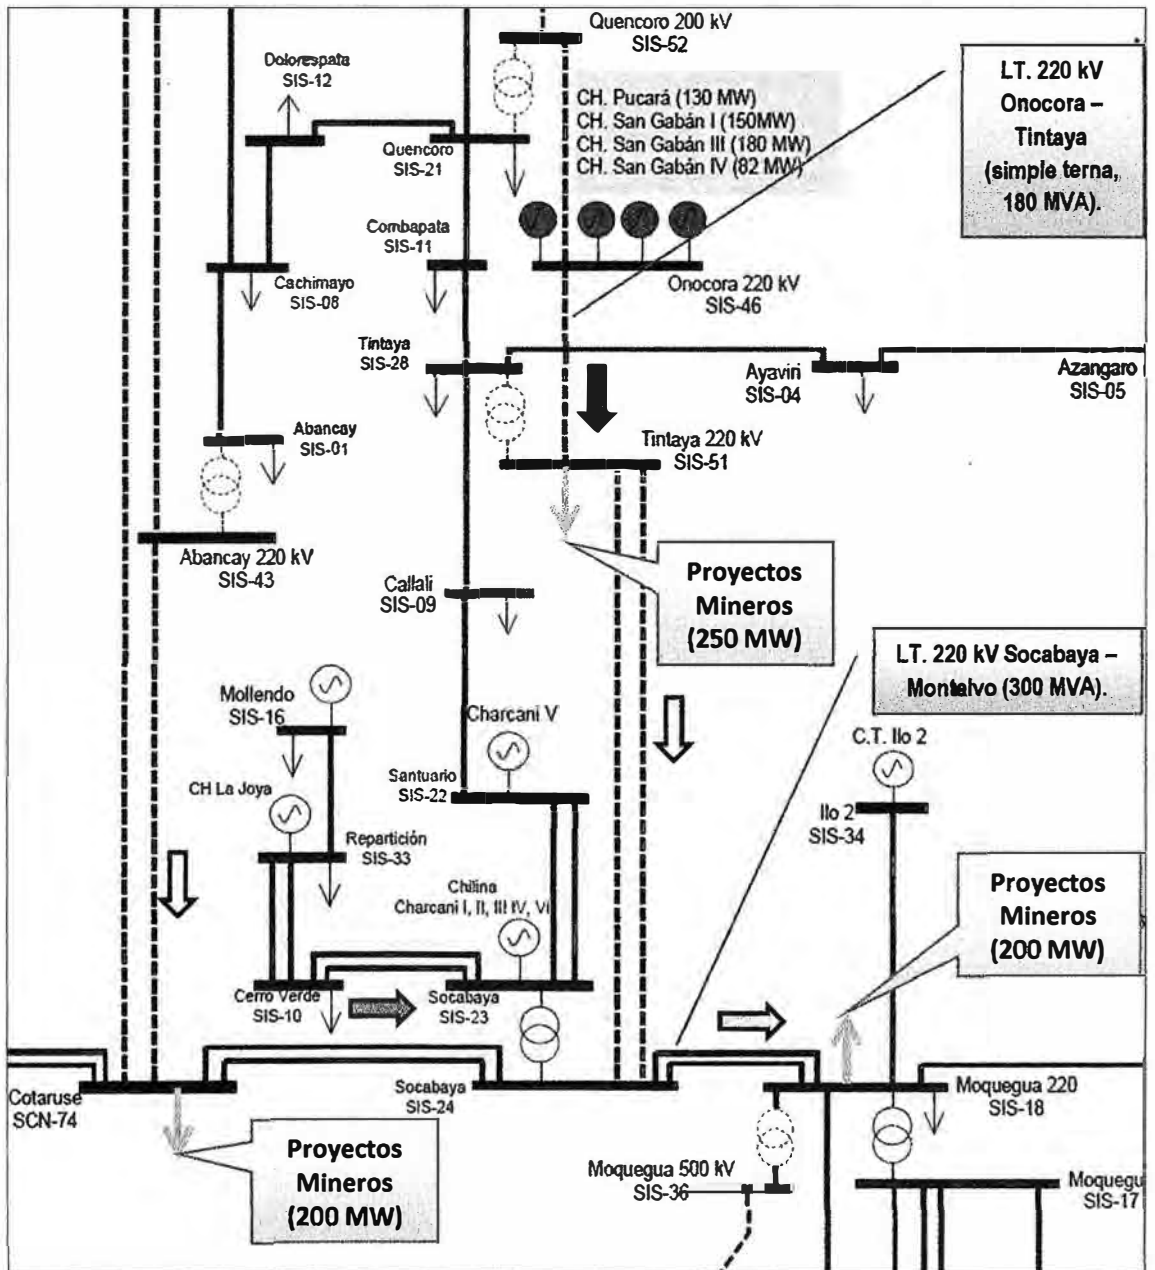 Quencoro 200 kV
SIS-52
LT. 220 kV
Onocora –
Tintaya
(simple terna,
180 MVA).
Dolorespata
SIS-12
CH. Pucará (130 MW)
CH. San Gabán I (150MW)
CH. San Gabán III (180 MW)
CH. San Gabán IV (82 MW)
Quencoro
SIS-21
Combapata
SIS-11
Cachimayo
SIS-08
Onocora 220 kV
SIS-46
Tintaya
SIS-28
Ayaviri
SIS-04
Azangaro
SIS-05
Abancay
SIS-01
Tintaya 220 kV
SIS-51
Abancay 220 kV
SIS-43
Callali
SIS-09
Proyectos
Mineros
(250 MW)
LT. 220 kV Socabaya –
Montalvo (300 MVA).
Mollendo
SIS-16
Charcani V
C.T. Ilo 2
CH La Joya
Santuario
SIS-22
Ilo 2
SIS-34
Repartición
SIS-33
Chilina
Charcani I, II, III IV, VI
Proyectos
Mineros
(200 MW)
Cerro Verde
SIS-10
Socabaya
SIS-23
Cotaruse
SCN-74
Socabaya
SIS-24
Moquegua 220
SIS-18
Proyectos
Mineros
(200 MW)
Moquegua 500 kV
SIS-36
Moquegu
SIS-17